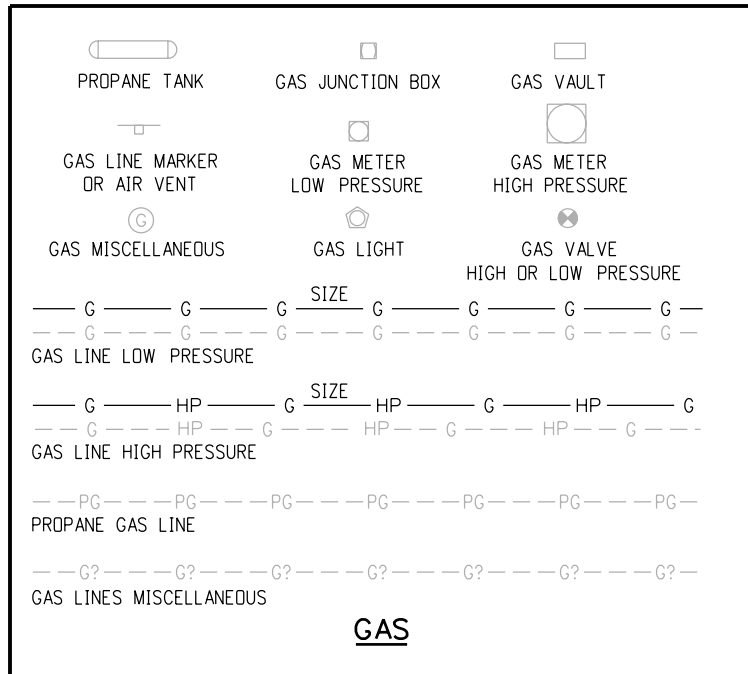 PROPANE TANK
GAS JUNCTION BOX
GAS VAULT
GAS LINE MARKER
OR AIR VENT
GAS METER
LOW PRESSURE
GAS METER
HIGH PRESSURE
G
GAS MISCELLANEOUS
GAS LIGHT
GAS VALVE
HIGH OR LOW PRESSURE
SIZE
G G G G G G G
G G G G G G G
GAS LINE LOW PRESSURE
SIZE
G HP G HP G HP G
G HP G HP G HP G
GAS LINE HIGH PRESSURE
PG PG PG PG PG PG PG
PROPANE GAS LINE
G? G? G? G? G? G? G?
GAS LINES MISCELLANEOUS
GAS